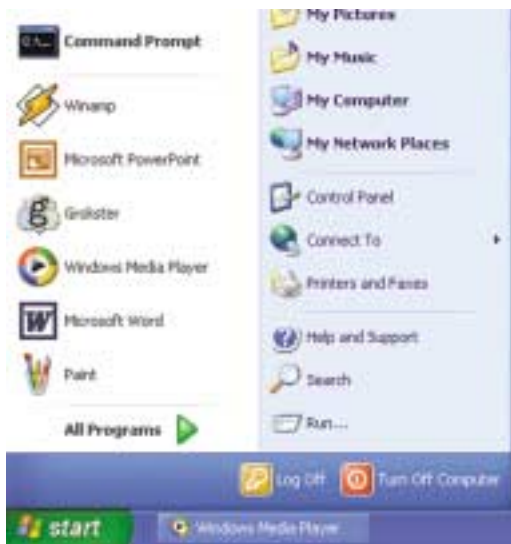 Command Prompt
Winamp
Microsoft PowerPoint
Grokster
Windows Media Player
Microsoft Word
Paint
All Programs
My Pictures
My Music
My Computer
My Network Places
Control Panel
Connect To
Printers and Faxes
Help and Support
Search
Run...
Log Off
Turn Off Computer
start
Windows Media Player